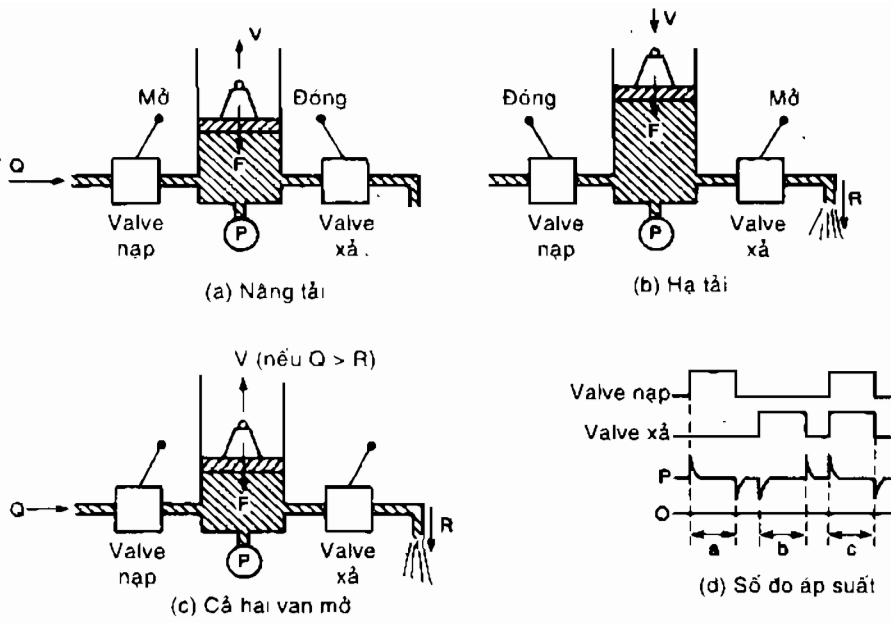 V
Mở
Đóng
F
Q
Valve
nạp
P
Valve
xả .
(a) Nâng tải
V
Đóng
Mở
F
R
Valve
nạp
P
Valve
xả
(b) Hạ tải
V (nếu Q > R)
F
Q
R
Valve
nạp
P
Valve
xả
(c) Cả hai van mở
Valve nạp
Valve xả
P
O
a
b
c
(d) Số đo áp suất